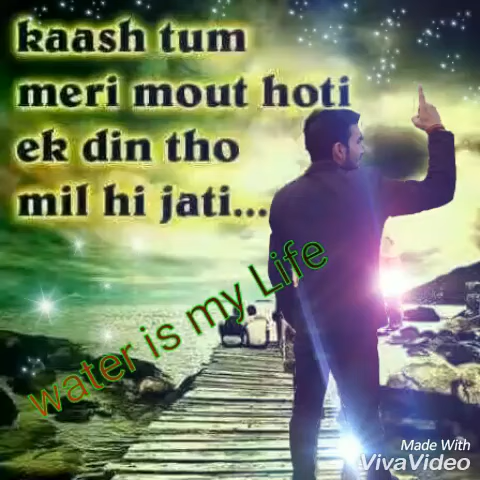 kaash tum
meri mout hoti
ek din tho
mil hi jati...
water is my Life
Made With
VivaVideo